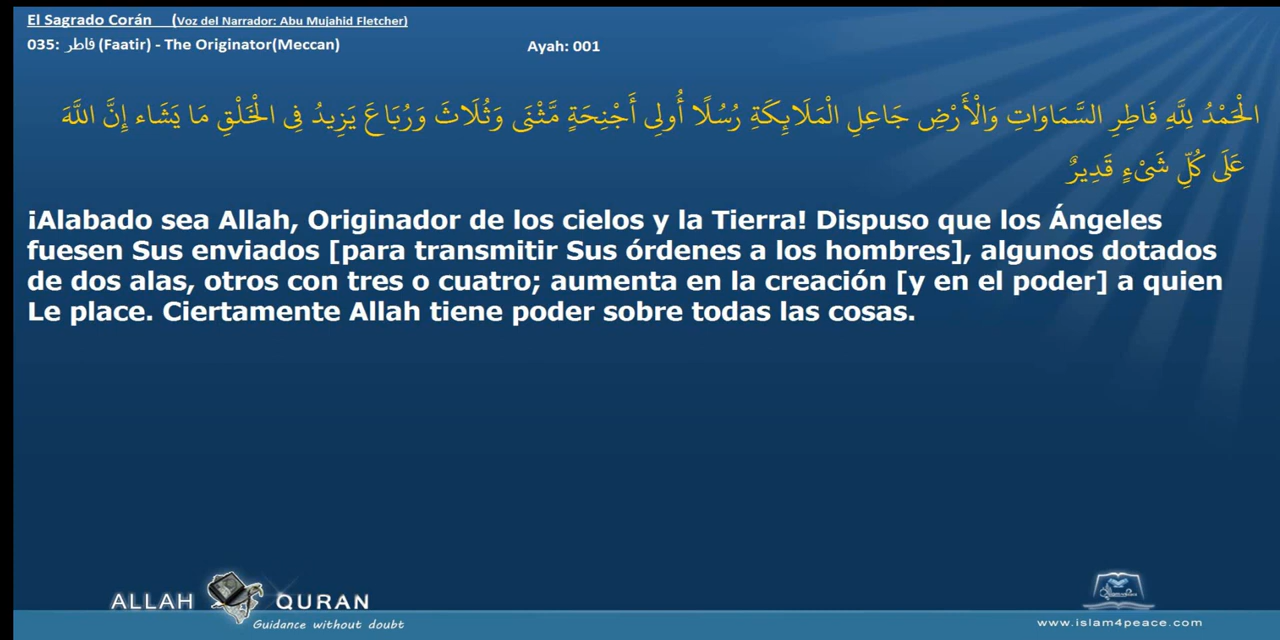 El Sagrado Corán (Voz del Narrador: Abu Mujahid Fletcher)
035: فاطر (Faatir) - The Originator(Meccan) Ayah: 001
الْحَمْدُ لِلَّهِ فَاطِرِ السَّمَاوَاتِ وَالْأَرْضِ جَاعِلِ الْمَلَائِكَةِ رُسُلًا أُولِي أَجْنِحَةٍ مَّثْنَى وَثُلَاثَ وَرُبَاعَ يَزِيدُ فِي الْخَلْقِ مَا يَشَاء إِنَّ اللَّهَ
عَلَى كُلِّ شَيْءٍ قَدِيرٌ
¡Alabado sea Allah, Originador de los cielos y la Tierra! Dispuso que los Ángeles
fuesen Sus enviados [para transmitir Sus órdenes a los hombres], algunos dotados
de dos alas, otros con tres o cuatro; aumenta en la creación [y en el poder] a quien
Le place. Ciertamente Allah tiene poder sobre todas las cosas.
ALLAH QURAN
Guidance without doubt
www.islam4peace.com